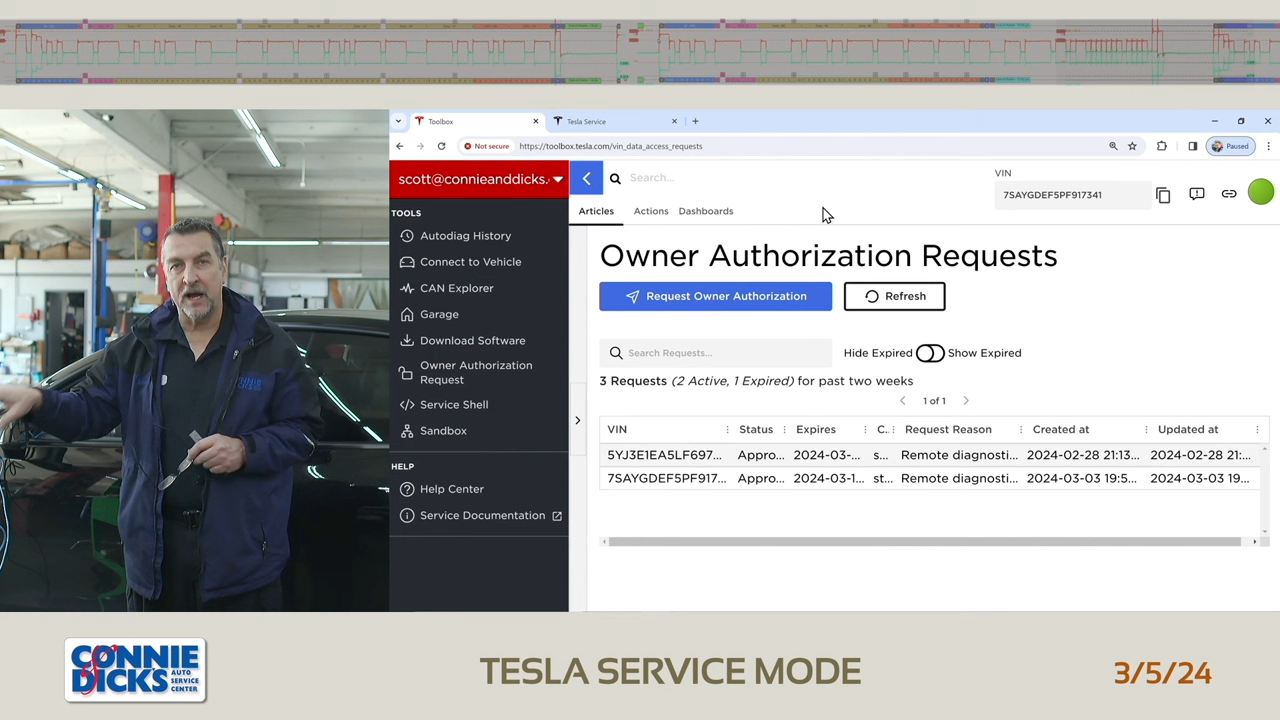 Toolbox
Tesla Service
Not secure
https://toolbox.tesla.com/vin_data_access_requests
Paused
scott@connieanddicks.
Search...
VIN
7SAYGDEF5PF917341
Articles
Actions
Dashboards
TOOLS
Autodiag History
Connect to Vehicle
CAN Explorer
Garage
Download Software
Owner Authorization
Request
Service Shell
Sandbox
HELP
Help Center
Service Documentation
Owner Authorization Requests
Request Owner Authorization
Refresh
Search Requests...
Hide Expired
Show Expired
3 Requests (2 Active, 1 Expired) for past two weeks
1 of 1
VIN Status Expires C.. Request Reason Created at Updated at
5YJ3E1EA5LF697... Appro... 2024-03-... s... Remote diagnosti... 2024-02-28 21:13... 2024-02-28 21:...
7SAYGDEF5PF917... Appro... 2024-03-1... st... Remote diagnosti... 2024-03-03 19:5... 2024-03-03 19...
CONNIE
DICKS
CONNIE
&
DICKS
AUTO
SERVICE
CENTER
TESLA SERVICE MODE
3/5/24